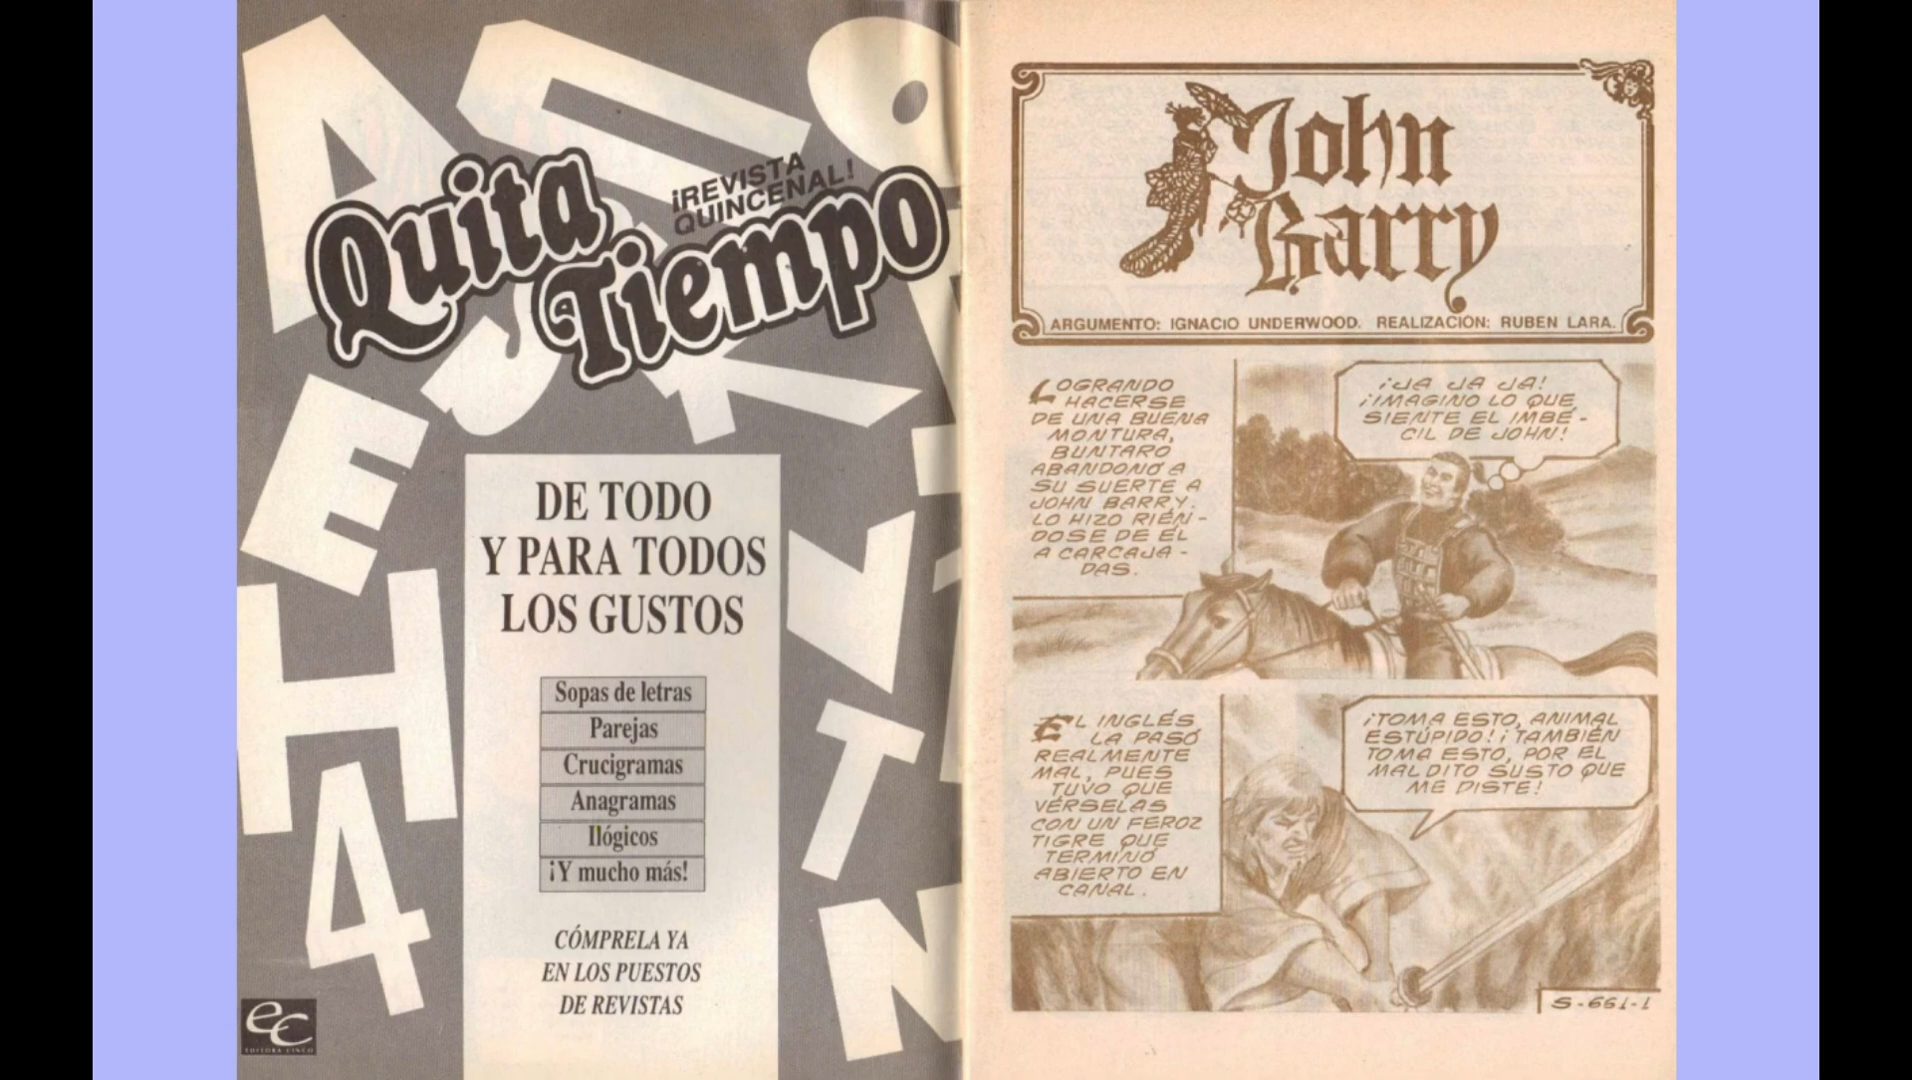 ¡REVISTA
QUINCENAL!
Quita
Tiempo
DE TODO
Y PARA TODOS
LOS GUSTOS
Sopas de letras
Parejas
Crucigramas
Anagramas
Ilógicos
¡Y mucho más!
CÓMPRELA YA
EN LOS PUESTOS
DE REVISTAS
ec
EDITORA CINCO
John
Barry
ARGUMENTO: IGNACIO UNDERWOOD. REALIZACIÓN: RUBEN LARA.
LOGRANDO
HACERSE
DE UNA BUENA
MONTURA,
BUNTARO
ABANDONÓ A
SU SUERTE A
JOHN BARRY.
LO HIZO RIÉN-
DOSE DE ÉL
A CARCAJA-
DAS.
¡JA JA JA!
¡IMAGINO LO QUE
SIENTE EL IMBÉ-
CIL DE JOHN!
EL INGLÉS
LA PASÓ
REALMENTE
MAL, PUES
TUVO QUE
VÉRSELAS
CON UN FEROZ
TIGRE QUE
TERMINÓ
ABIERTO EN
CANAL.
¡TOMA ESTO, ANIMAL
ESTÚPIDO! ¡TAMBIÉN
TOMA ESTO, POR EL
MALDITO SUSTO QUE
ME DISTE!
S-661-1